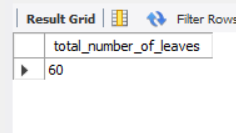 Result Grid Filter Rows
total_number_of_leaves
60